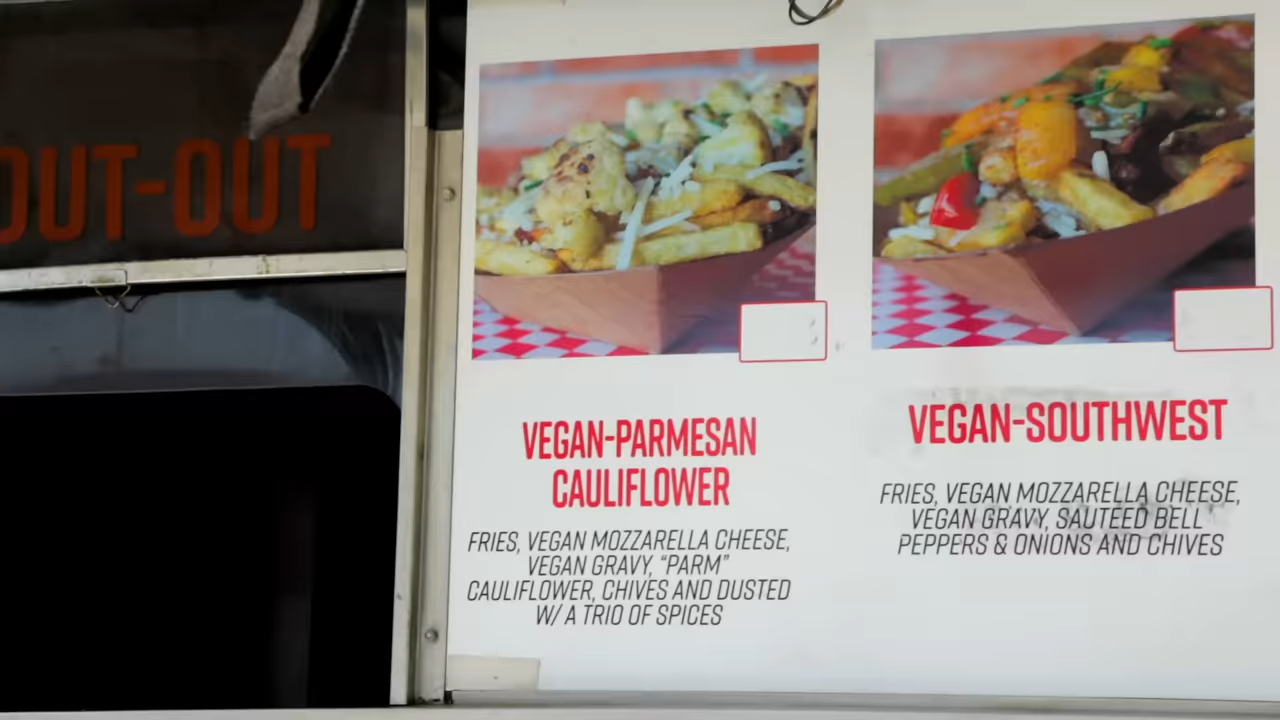 OUT-OUT
VEGAN-PARMESAN
CAULIFLOWER
FRIES, VEGAN MOZZARELLA CHEESE,
VEGAN GRAVY, "PARM"
CAULIFLOWER, CHIVES AND DUSTED
W/ A TRIO OF SPICES
VEGAN-SOUTHWEST
FRIES, VEGAN MOZZARELLA CHEESE,
VEGAN GRAVY, SAUTEED BELL
PEPPERS & ONIONS AND CHIVES